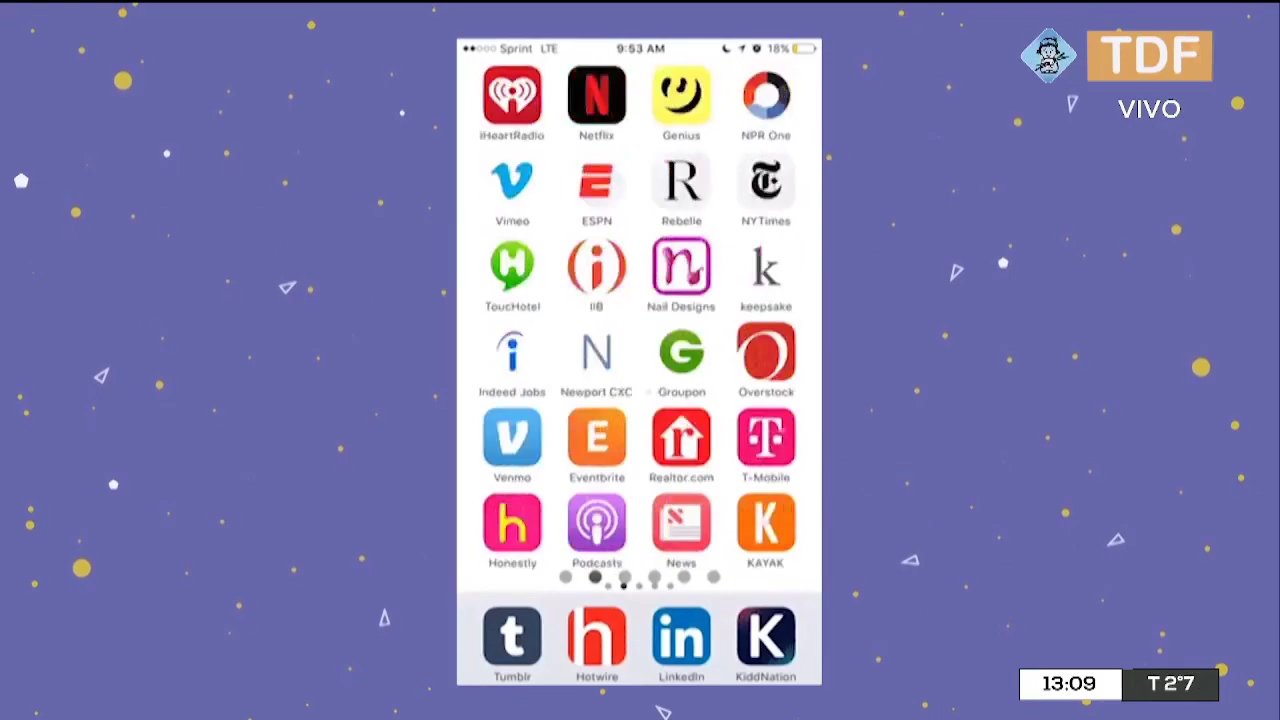 Sprint LTE 9:53 AM 18%
TDF
VIVO
iHeartRadio Netflix Genius NPR One
Vimeo ESPN Rebelle NYTimes
ToucHotel IIB Nail Designs keepsake
Indeed Jobs Newport CXC Groupon Overstock
Venmo Eventbrite Realtor.com T-Mobile
Honestly Podcasts News KAYAK
Tumblr Hotwire LinkedIn KiddNation
13:09 T 2°7